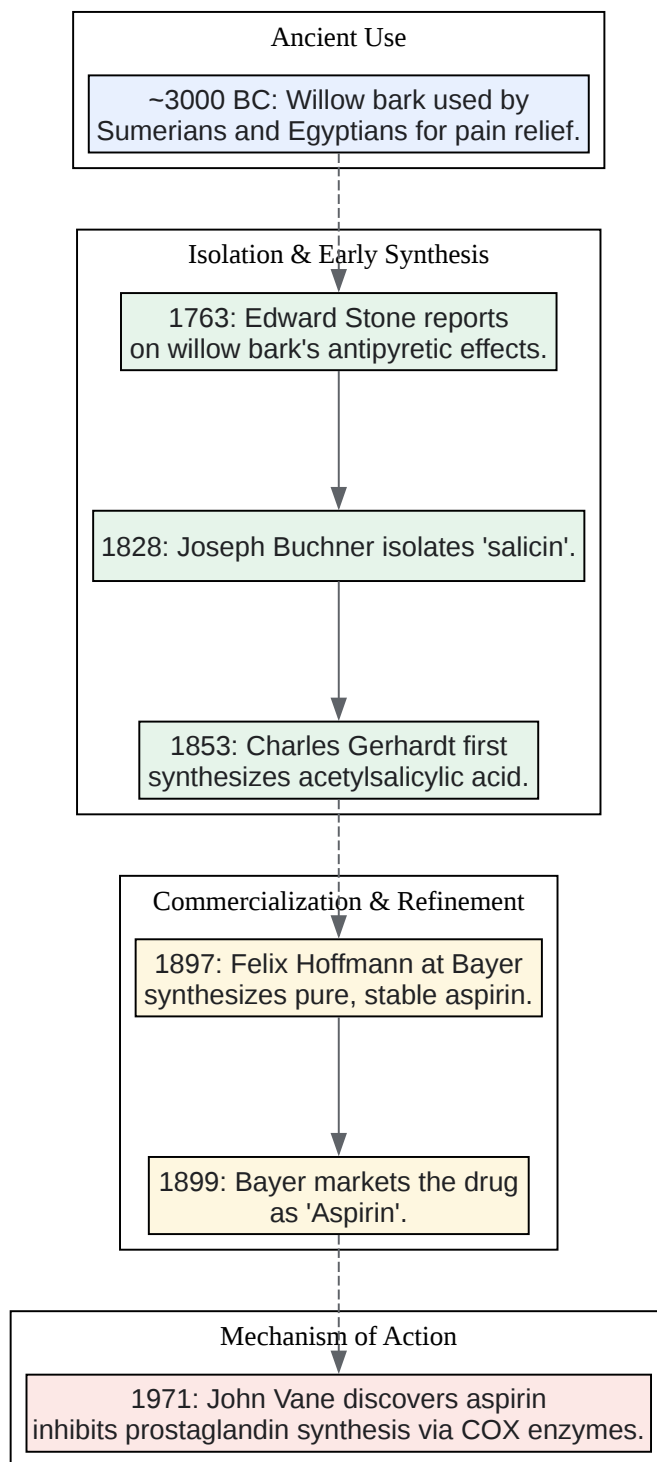 Ancient Use
~3000 BC: Willow bark used by
Sumerians and Egyptians for pain relief.
Isolation & Early Synthesis
1763: Edward Stone reports
on willow bark's antipyretic effects.
1828: Joseph Buchner isolates 'salicin'.
1853: Charles Gerhardt first
synthesizes acetylsalicylic acid.
Commercialization & Refinement
1897: Felix Hoffmann at Bayer
synthesizes pure, stable aspirin.
1899: Bayer markets the drug
as 'Aspirin'.
Mechanism of Action
1971: John Vane discovers aspirin
inhibits prostaglandin synthesis via COX enzymes.